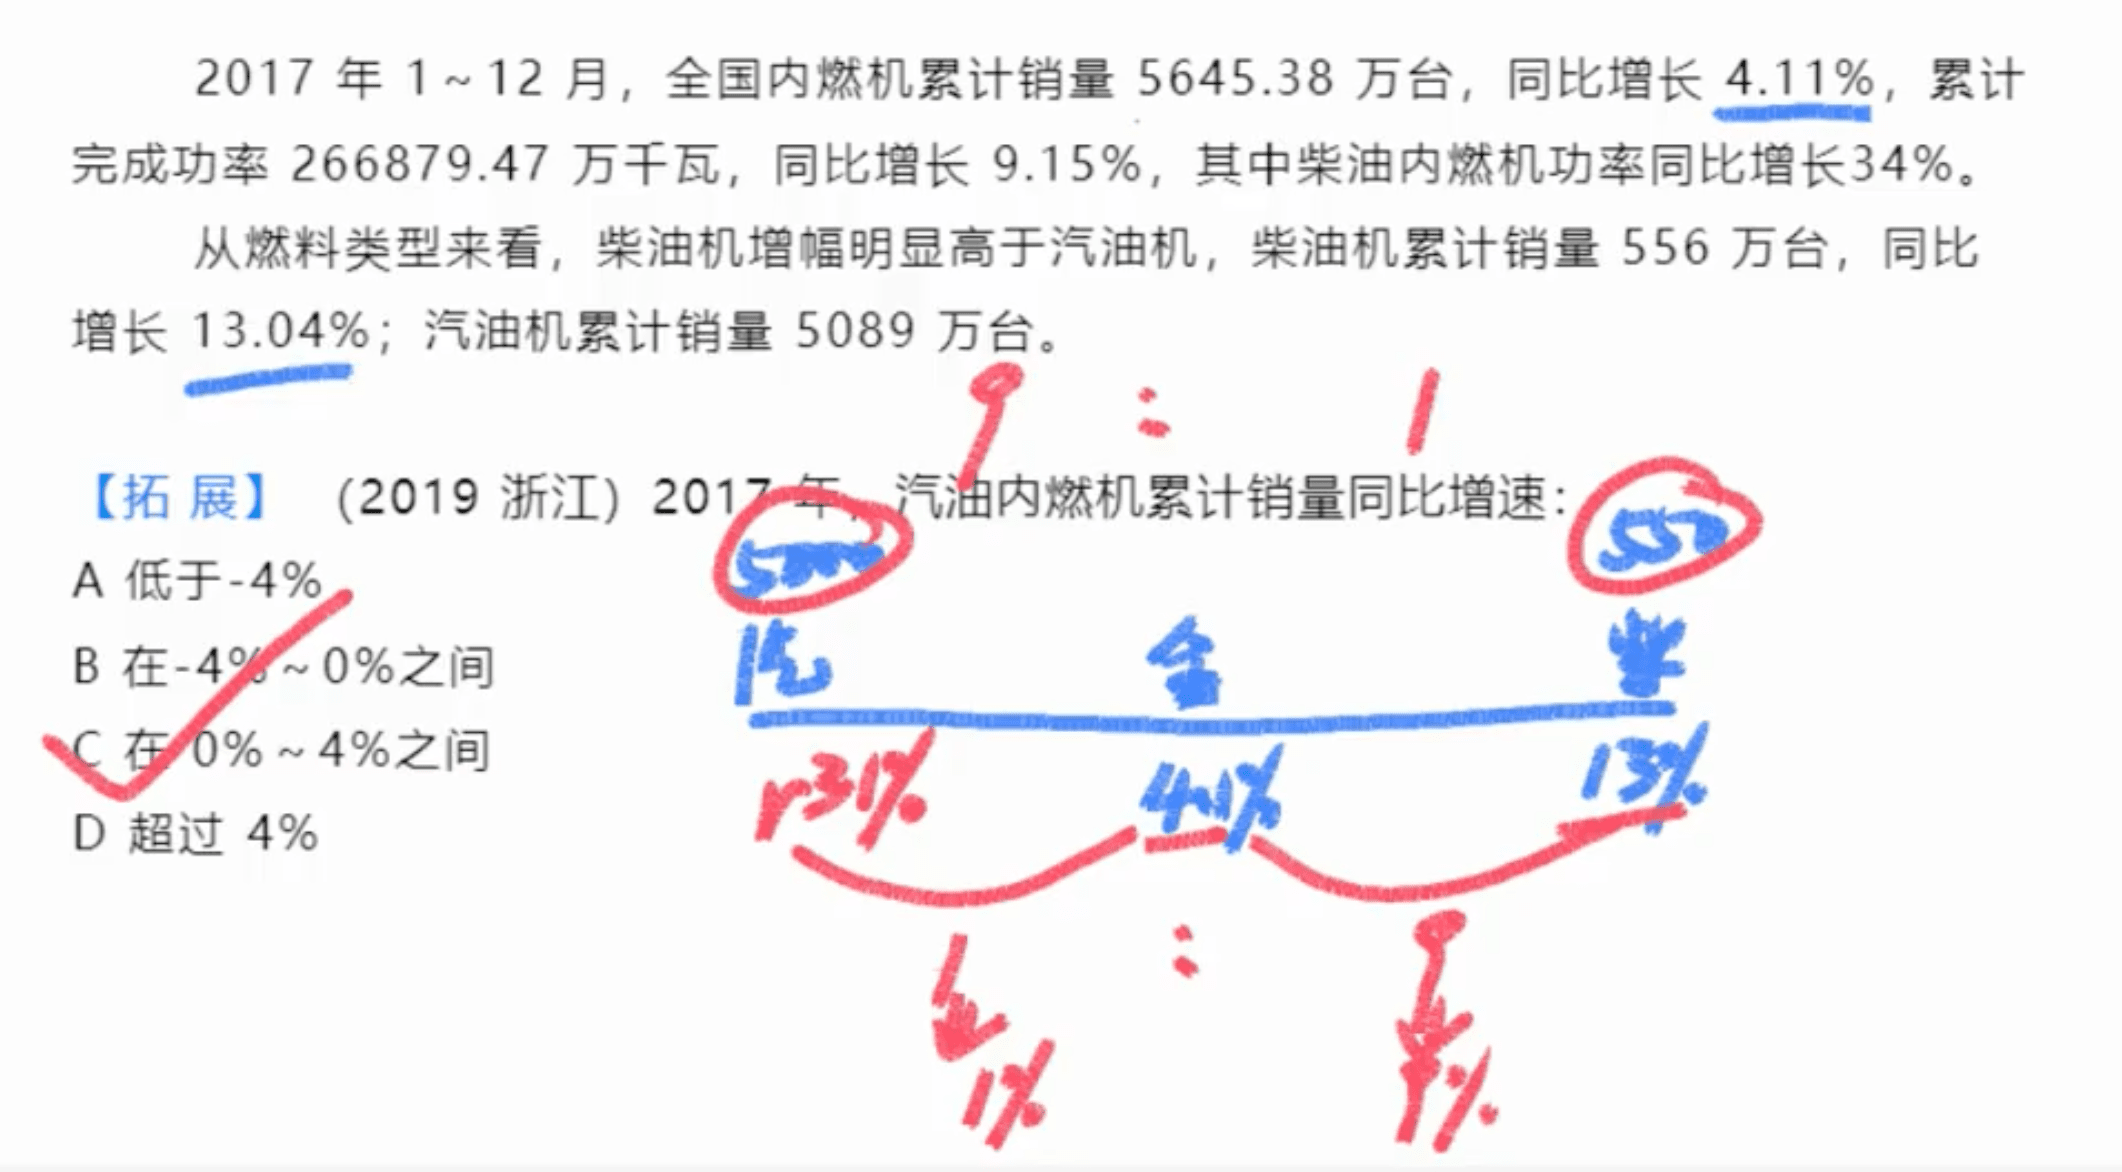 2017 年 1~12 月，全国内燃机累计销量 5645.38 万台，同比增长 4.11%，累计
完成功率 266879.47 万千瓦，同比增长 9.15%，其中柴油内燃机功率同比增长34%。
从燃料类型来看，柴油机增幅明显高于汽油机，柴油机累计销量 556 万台，同比
增长 13.04%；汽油机累计销量 5089 万台。
9 : 1
【拓 展】 (2019 浙江) 2017 年，汽油内燃机累计销量同比增速：
A 低于-4%
B 在-4%~0%之间
C 在 0%~4%之间
D 超过 4%
汽 全 柴
r31% 4.1% 13%
1 : 9
1% 9%